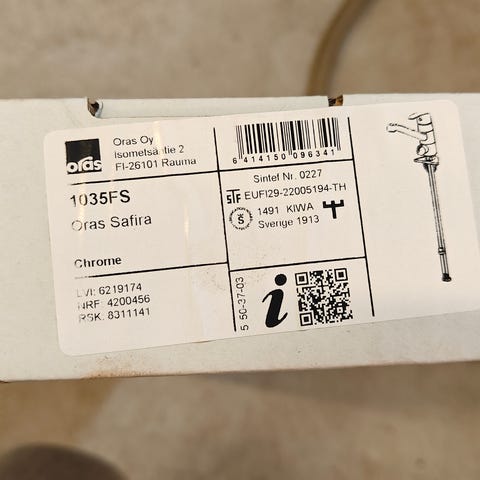 oras
Oras Oy
Isometsäntie 2
FI-26101 Rauma
1035FS
Oras Safira
Chrome
LVI: 6219174
NRF: 4200456
RSK: 8311141
6 414150 096341
Sintef Nr. 0227
STF EUFI29-22005194-TH
S
1491 KIWA
Sverige 1913
5 50-37-03
i